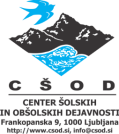 CŠOD
CENTER ŠOLSKIH
IN OBŠOLSKIH DEJAVNOSTI
Frankopanska 9, 1000 Ljubljana
http://www.csod.si, info@csod.si